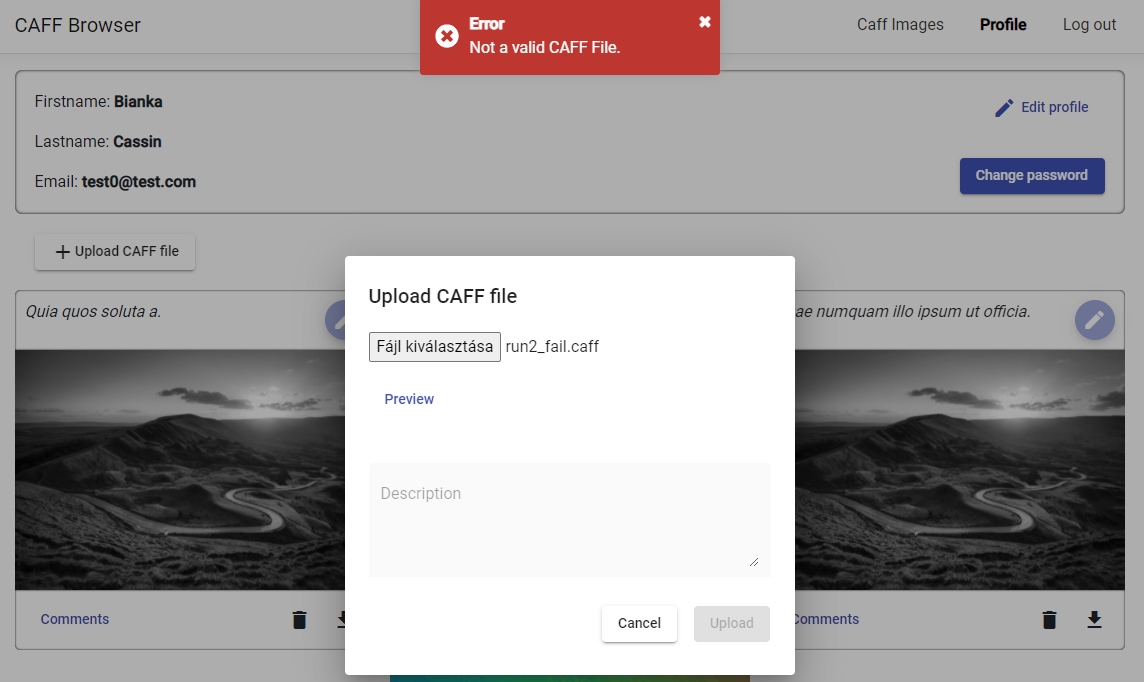 CAFF Browser
Error
Not a valid CAFF File.
Caff Images
Profile
Log out
Firstname: Bianka
Lastname: Cassin
Email: test0@test.com
Edit profile
Change password
Upload CAFF file
Quia quos soluta a.
ae numquam illo ipsum ut officia.
Upload CAFF file
Fájl kiválasztása run2_fail.caff
Preview
Description
Cancel
Upload
Comments
Comments